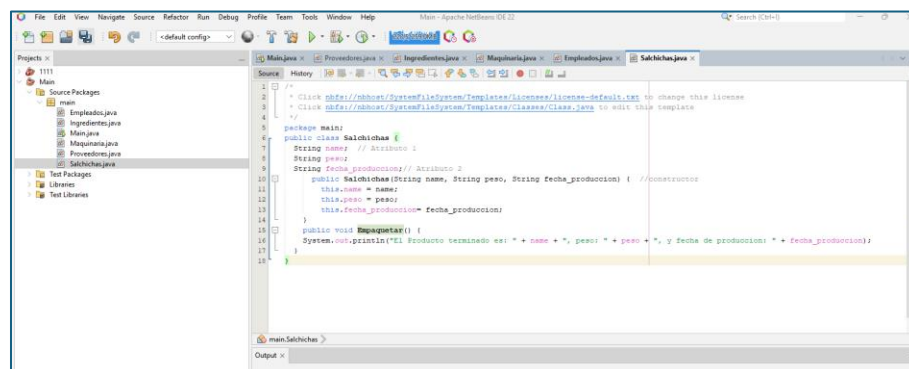 File Edit View Navigate Source Refactor Run Debug Profile Team Tools Window Help
Main - Apache NetBeans IDE 22
Search (Ctrl+I)
<default config>
Projects ×
1111
Main
Source Packages
main
Empleados.java
Ingredientes.java
Main.java
Maquinaria.java
Proveedores.java
Salchichas.java
Test Packages
Libraries
Test Libraries
Main.java × Proveedores.java × Ingredientes.java × Maquinaria.java × Empleados.java × Salchichas.java ×
Source History
1 /*
2 * Click nbfs://nbhost/SystemFileSystem/Templates/Licenses/license-default.txt to change this license
3 * Click nbfs://nbhost/SystemFileSystem/Templates/Classes/Class.java to edit this template
4 */
5 package main;
6 public class Salchichas {
7 String name; // Atributo 1
8 String peso;
9 String fecha_produccion;// Atributo 2
10 public Salchichas(String name, String peso, String fecha_produccion) { //constructor
11 this.name = name;
12 this.peso = peso;
13 this.fecha_produccion= fecha_produccion;
14 }
15 public void Empaquetar() {
16 System.out.println("El Producto terminado es: " + name + ", peso: " + peso + ", y fecha de produccion: " + fecha_produccion);
17 }
18 }
main.Salchichas
Output ×